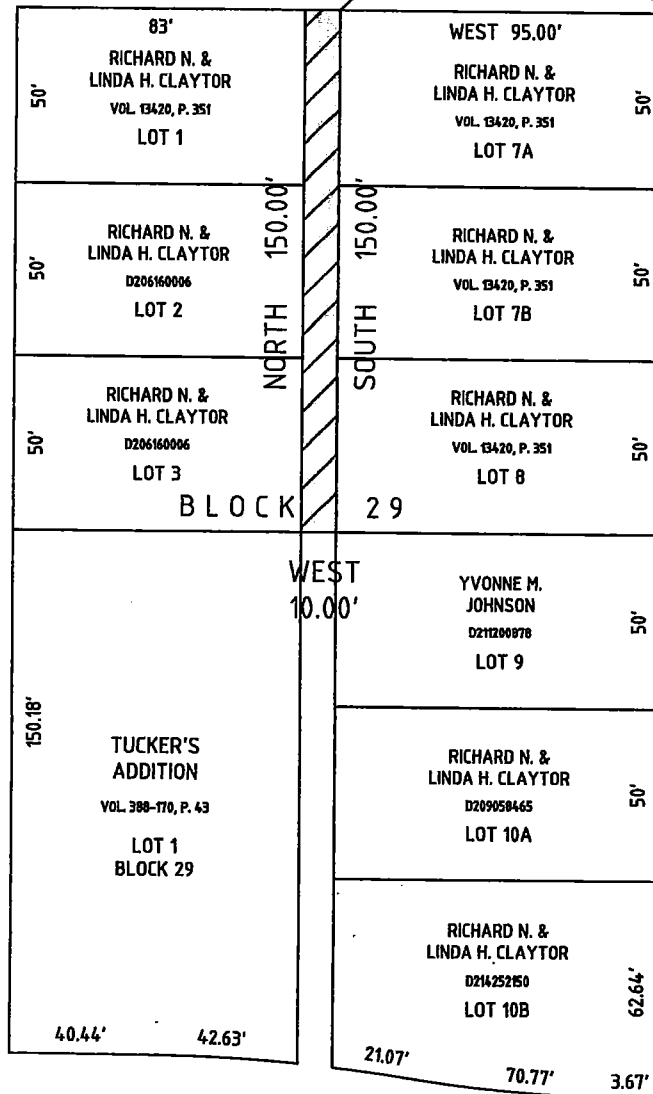 83'
RICHARD N. &
LINDA H. CLAYTOR
VOL. 13420, P. 351
LOT 1
50'
WEST 95.00'
RICHARD N. &
LINDA H. CLAYTOR
VOL. 13420, P. 351
LOT 7A
50'
NORTH 150.00'
SOUTH 150.00'
RICHARD N. &
LINDA H. CLAYTOR
D206160006
LOT 2
50'
RICHARD N. &
LINDA H. CLAYTOR
VOL. 13420, P. 351
LOT 7B
50'
RICHARD N. &
LINDA H. CLAYTOR
D206160006
LOT 3
50'
RICHARD N. &
LINDA H. CLAYTOR
VOL. 13420, P. 351
LOT 8
50'
BLOCK 29
WEST
10.00'
YVONNE M.
JOHNSON
D211200978
LOT 9
50'
150.18'
TUCKER'S
ADDITION
VOL. 388-170, P. 43
LOT 1
BLOCK 29
RICHARD N. &
LINDA H. CLAYTOR
D209058465
LOT 10A
50'
RICHARD N. &
LINDA H. CLAYTOR
D214252150
LOT 10B
62.64'
40.44' 42.63'
21.07' 70.77' 3.67'